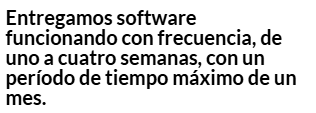 Entregamos software
funcionando con frecuencia, de
uno a cuatro semanas, con un
período de tiempo máximo de un
mes.